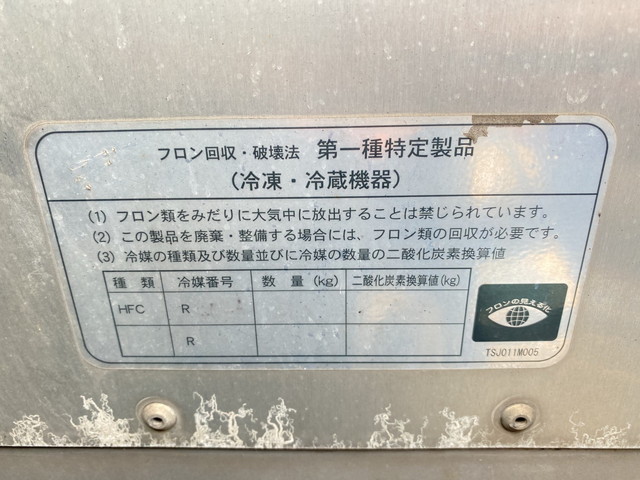 フロン回収・破壊法 第一種特定製品
(冷凍・冷蔵機器)
(1) フロン類をみだりに大気中に放出することは禁じられています。
(2) この製品を廃棄・整備する場合には、フロン類の回収が必要です。
(3) 冷媒の種類及び数量並びに冷媒の数量の二酸化炭素換算値
種類 冷媒番号 数量(kg) 二酸化炭素換算値(kg)
HFC R
R
フロンの見える化
TSJ011M005